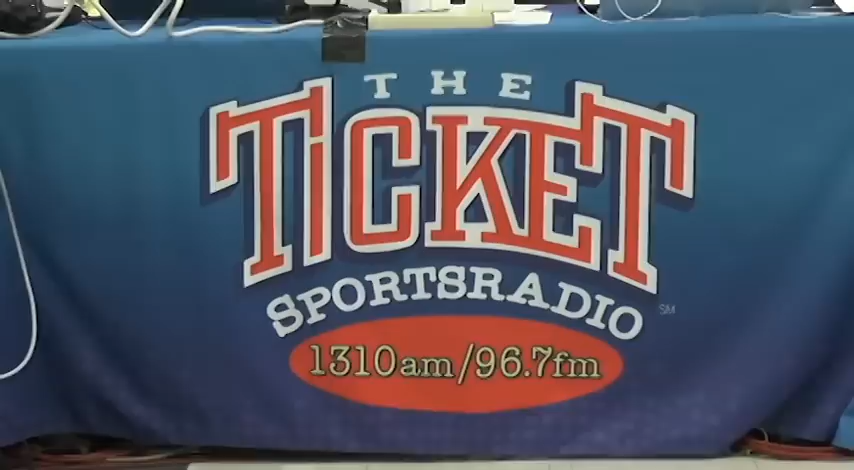 THE
TICKET
SPORTSRADIO
SM
1310am/96.7fm